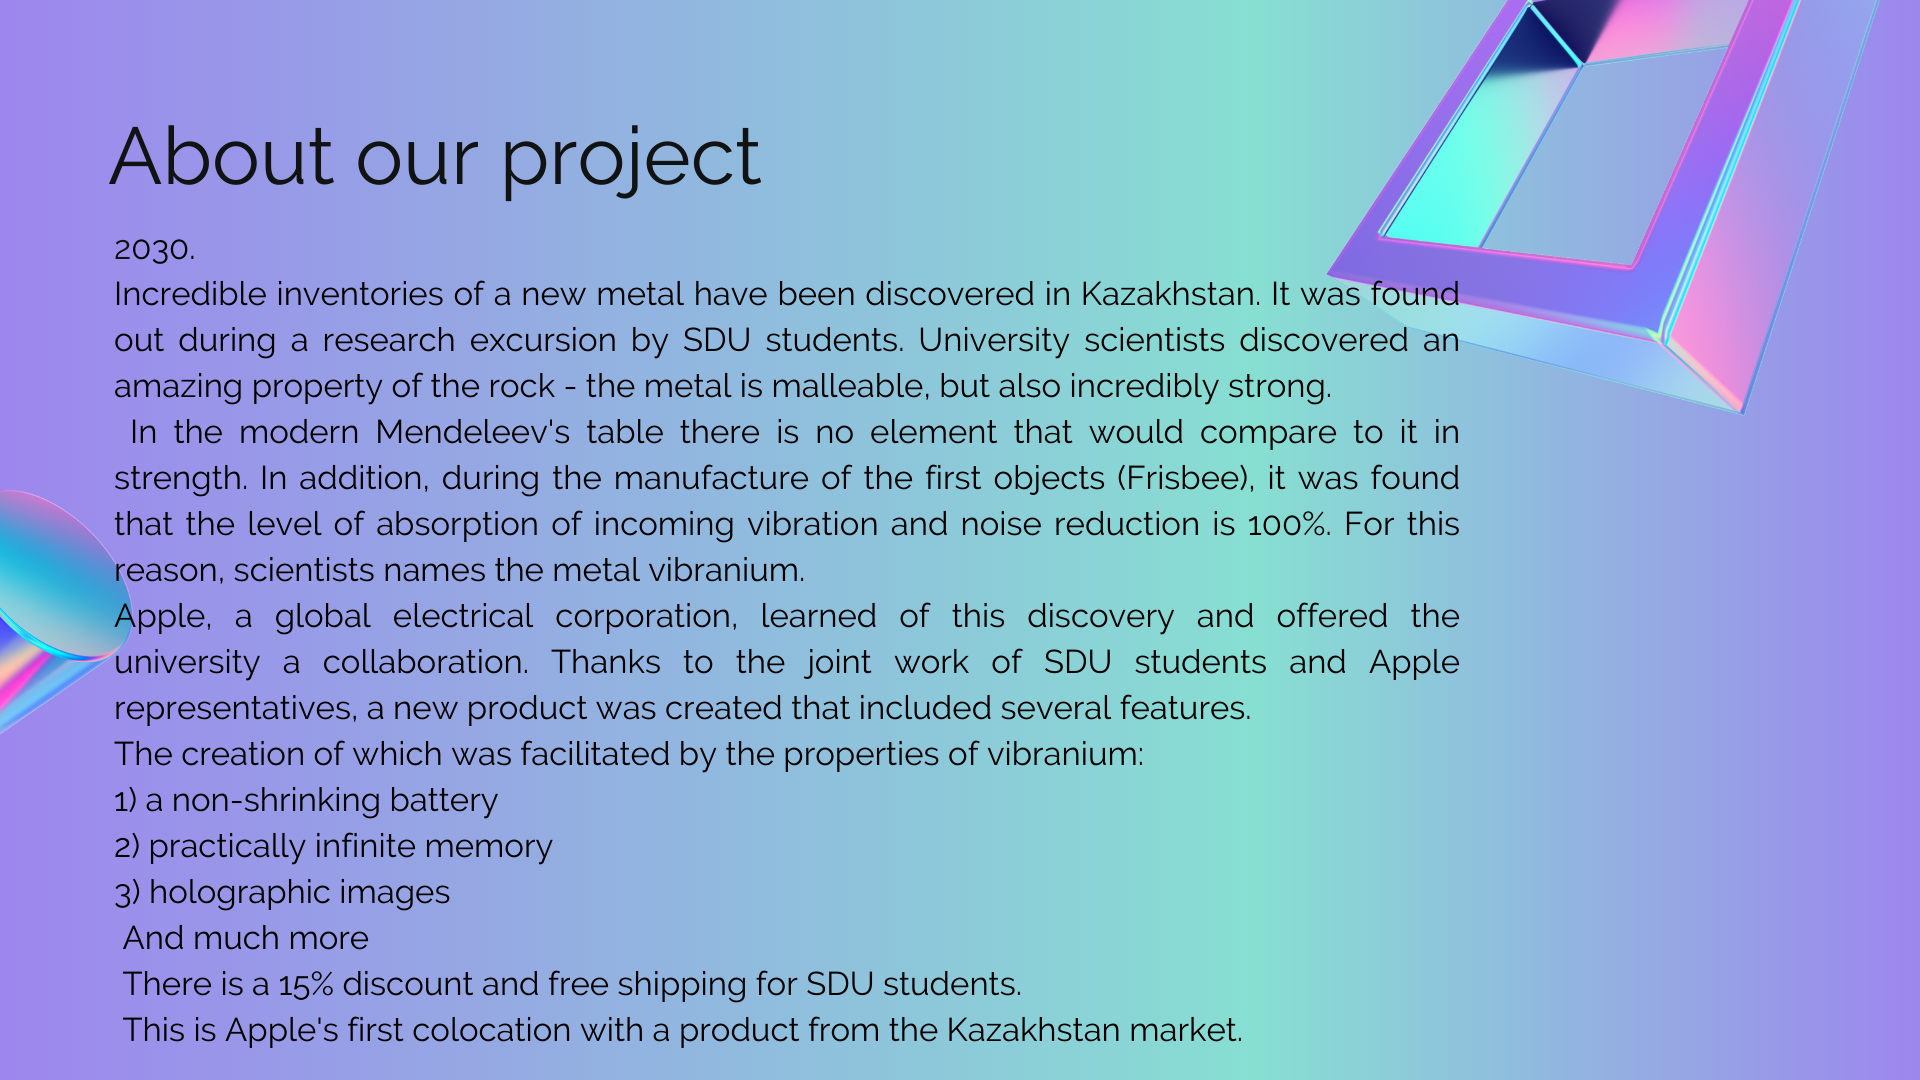 About our project
2030.
Incredible inventories of a new metal have been discovered in Kazakhstan. It was found
out during a research excursion by SDU students. University scientists discovered an
amazing property of the rock - the metal is malleable, but also incredibly strong.
In the modern Mendeleev's table there is no element that would compare to it in
strength. In addition, during the manufacture of the first objects (Frisbee), it was found
that the level of absorption of incoming vibration and noise reduction is 100%. For this
reason, scientists names the metal vibranium.
Apple, a global electrical corporation, learned of this discovery and offered the
university a collaboration. Thanks to the joint work of SDU students and Apple
representatives, a new product was created that included several features.
The creation of which was facilitated by the properties of vibranium:
1) a non-shrinking battery
2) practically infinite memory
3) holographic images
And much more
There is a 15% discount and free shipping for SDU students.
This is Apple's first colocation with a product from the Kazakhstan market.